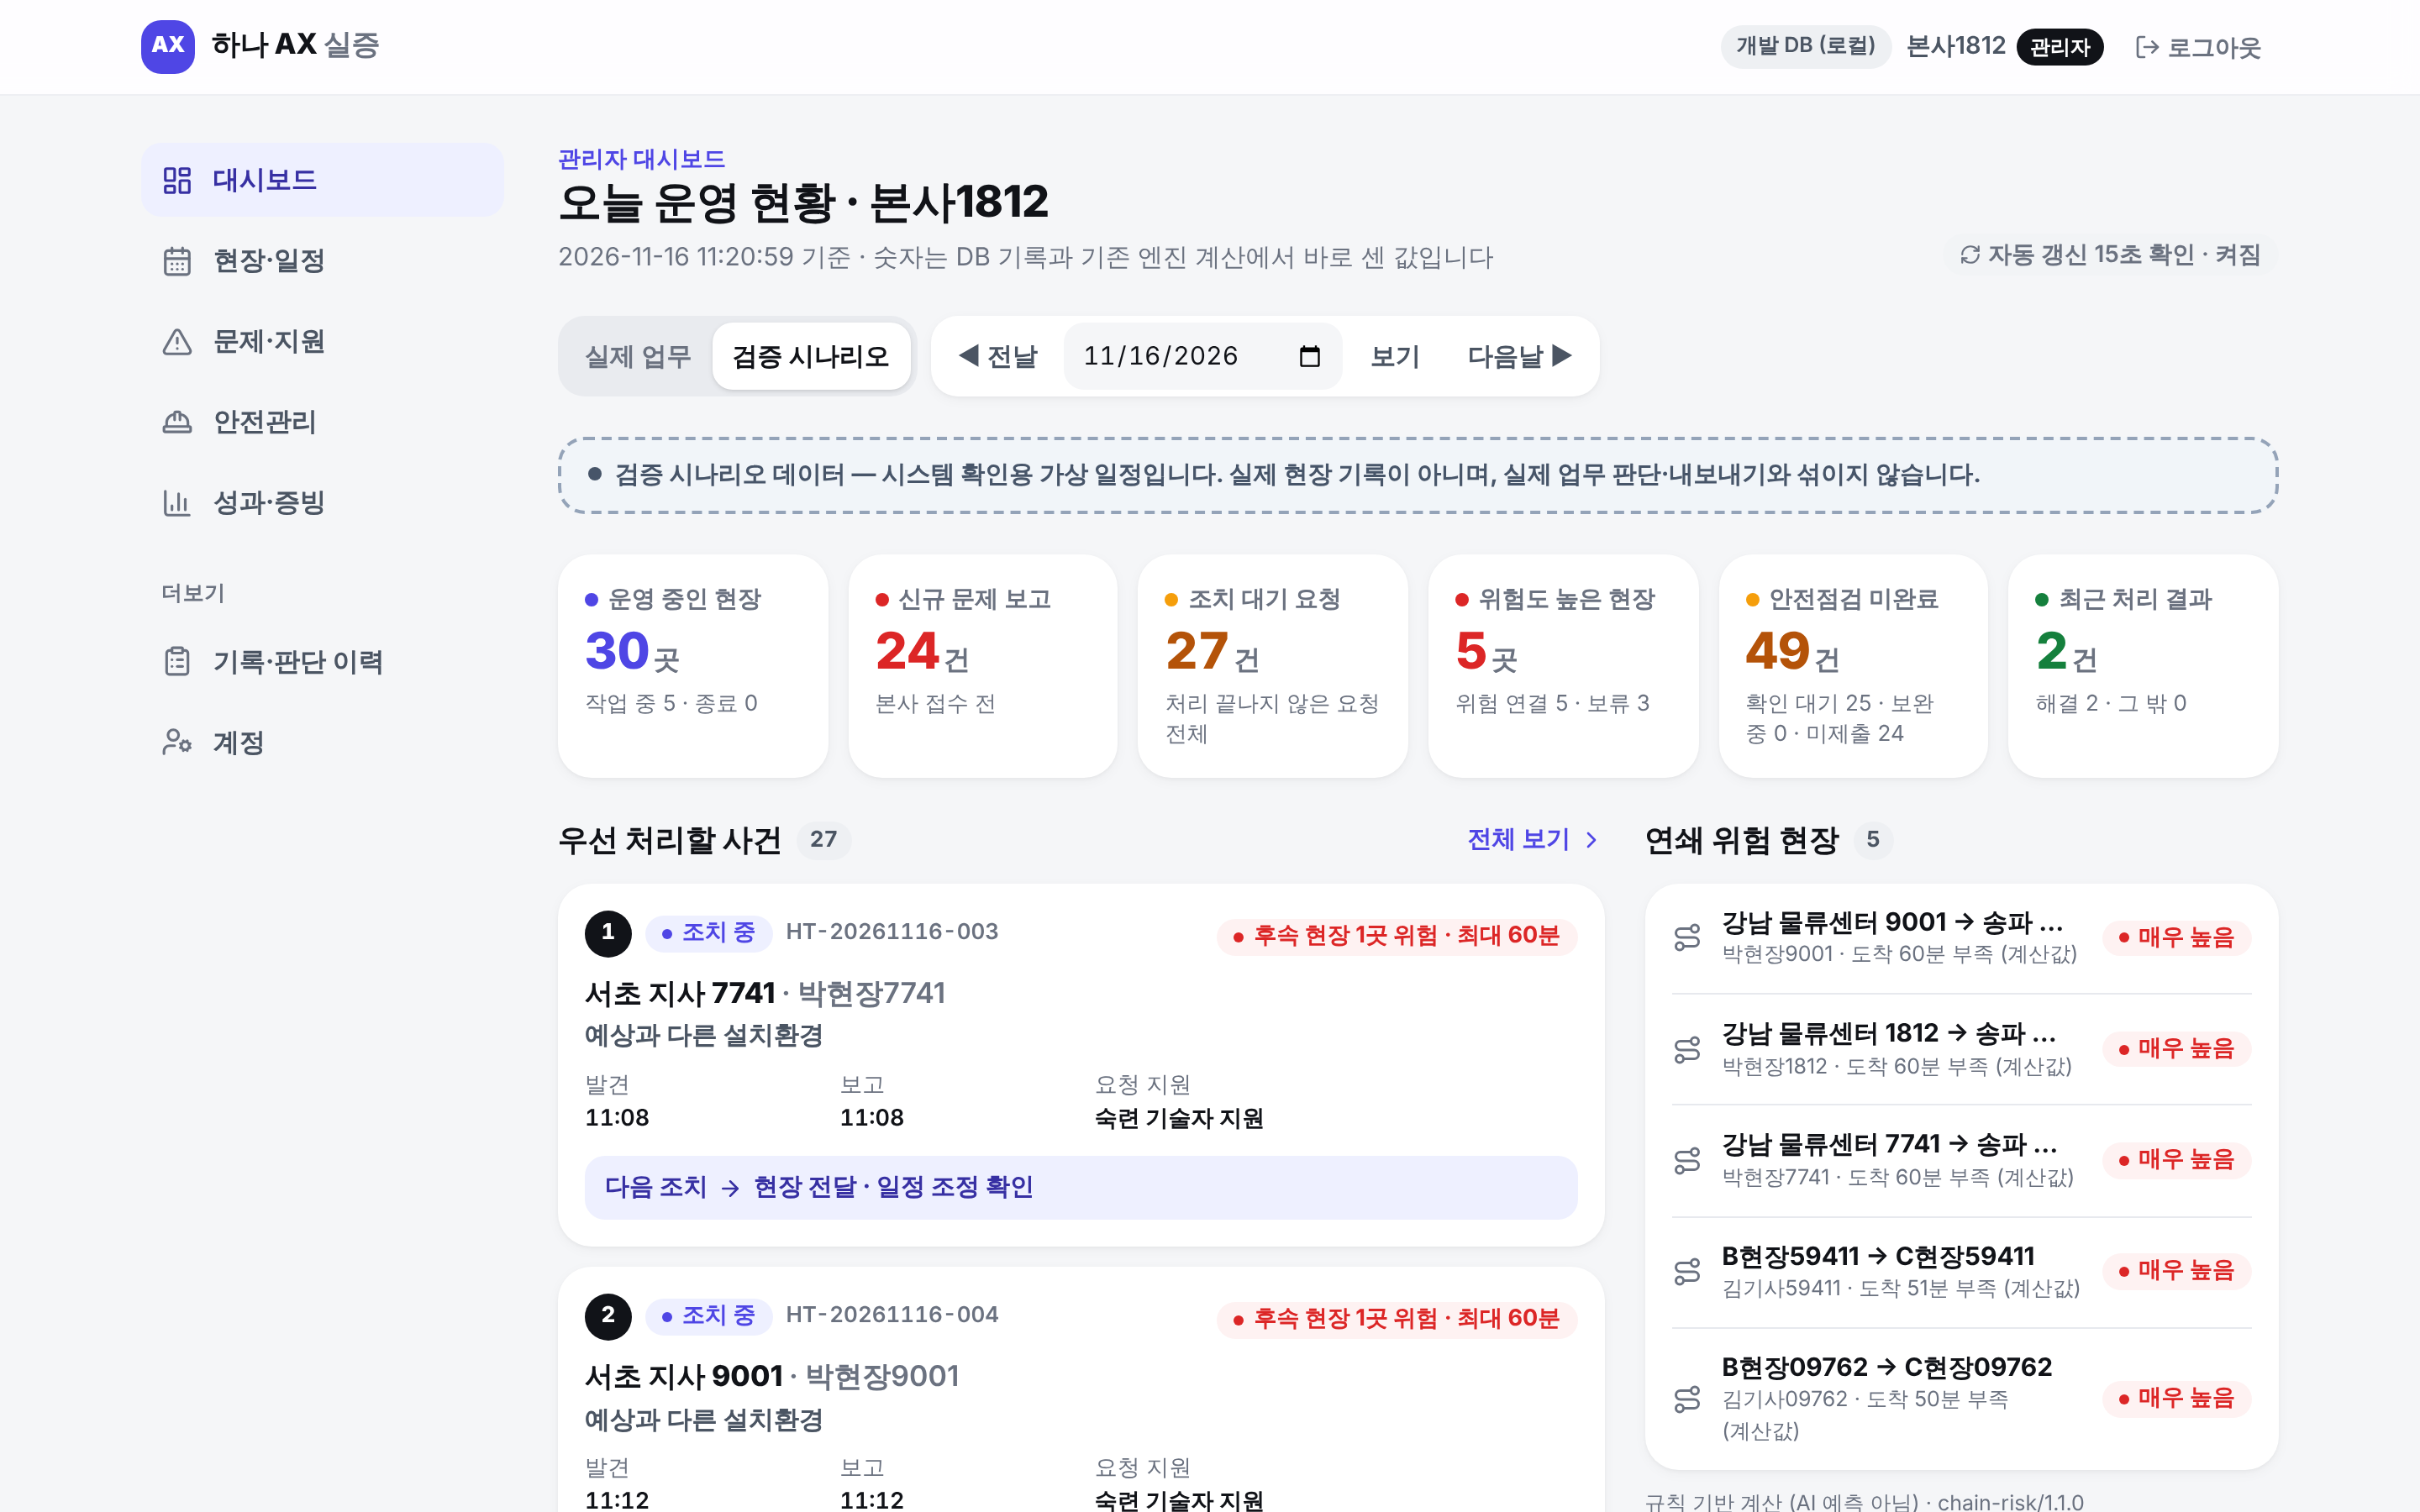 AX 하나 AX 실증
개발 DB (로컬) 본사1812 관리자 로그아웃
대시보드
현장·일정
문제·지원
안전관리
성과·증빙
더보기
기록·판단 이력
계정
관리자 대시보드
오늘 운영 현황 · 본사1812
2026-11-16 11:20:59 기준 · 숫자는 DB 기록과 기존 엔진 계산에서 바로 센 값입니다
자동 갱신 15초 확인 · 켜짐
실제 업무 검증 시나리오 ◀ 전날 11/16/2026 보기 다음날 ▶
검증 시나리오 데이터 — 시스템 확인용 가상 일정입니다. 실제 현장 기록이 아니며, 실제 업무 판단·내보내기와 섞이지 않습니다.
운영 중인 현장
30곳
작업 중 5 · 종료 0
신규 문제 보고
24건
본사 접수 전
조치 대기 요청
27건
처리 끝나지 않은 요청
전체
위험도 높은 현장
5곳
위험 연결 5 · 보류 3
안전점검 미완료
49건
확인 대기 25 · 보완
중 0 · 미제출 24
최근 처리 결과
2건
해결 2 · 그 밖 0
우선 처리할 사건 27 전체 보기
1 조치 중 HT-20261116-003 후속 현장 1곳 위험 · 최대 60분
서초 지사 7741 · 박현장7741
예상과 다른 설치환경
발견 보고 요청 지원
11:08 11:08 숙련 기술자 지원
다음 조치 → 현장 전달 · 일정 조정 확인
2 조치 중 HT-20261116-004 후속 현장 1곳 위험 · 최대 60분
서초 지사 9001 · 박현장9001
예상과 다른 설치환경
발견 보고 요청 지원
11:12 11:12 숙련 기술자 지원
연쇄 위험 현장 5
강남 물류센터 9001 → 송파 ... 매우 높음
박현장9001 · 도착 60분 부족 (계산값)
강남 물류센터 1812 → 송파 ... 매우 높음
박현장1812 · 도착 60분 부족 (계산값)
강남 물류센터 7741 → 송파 ... 매우 높음
박현장7741 · 도착 60분 부족 (계산값)
B현장59411 → C현장59411 매우 높음
김기사59411 · 도착 51분 부족 (계산값)
B현장09762 → C현장09762 매우 높음
김기사09762 · 도착 50분 부족
(계산값)
규칙 기반 계산 (AI 예측 아님) · chain-risk/1.1.0